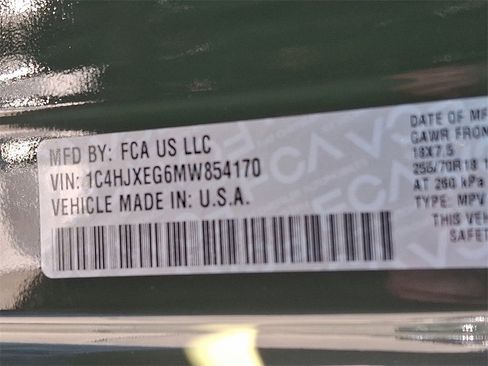 MFD BY: FCA US LLC
VIN: 1C4HJXEG6MW854170
VEHICLE MADE IN: U.S.A.
DATE OF MF
GAWR FRON
18X7.5
255/70R18 1
AT 260 kPa
TYPE: MPV
THIS VEH
SAFET